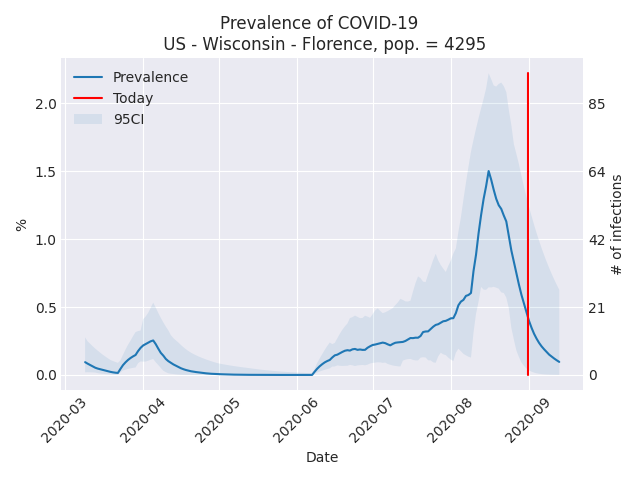 Prevalence of COVID-19
US - Wisconsin - Florence, pop. = 4295
Prevalence
Today
95CI
2.0
1.5
1.0
0.5
0.0
%
85
64
42
21
0
# of infections
2020-03
2020-04
2020-05
2020-06
2020-07
2020-08
2020-09
Date